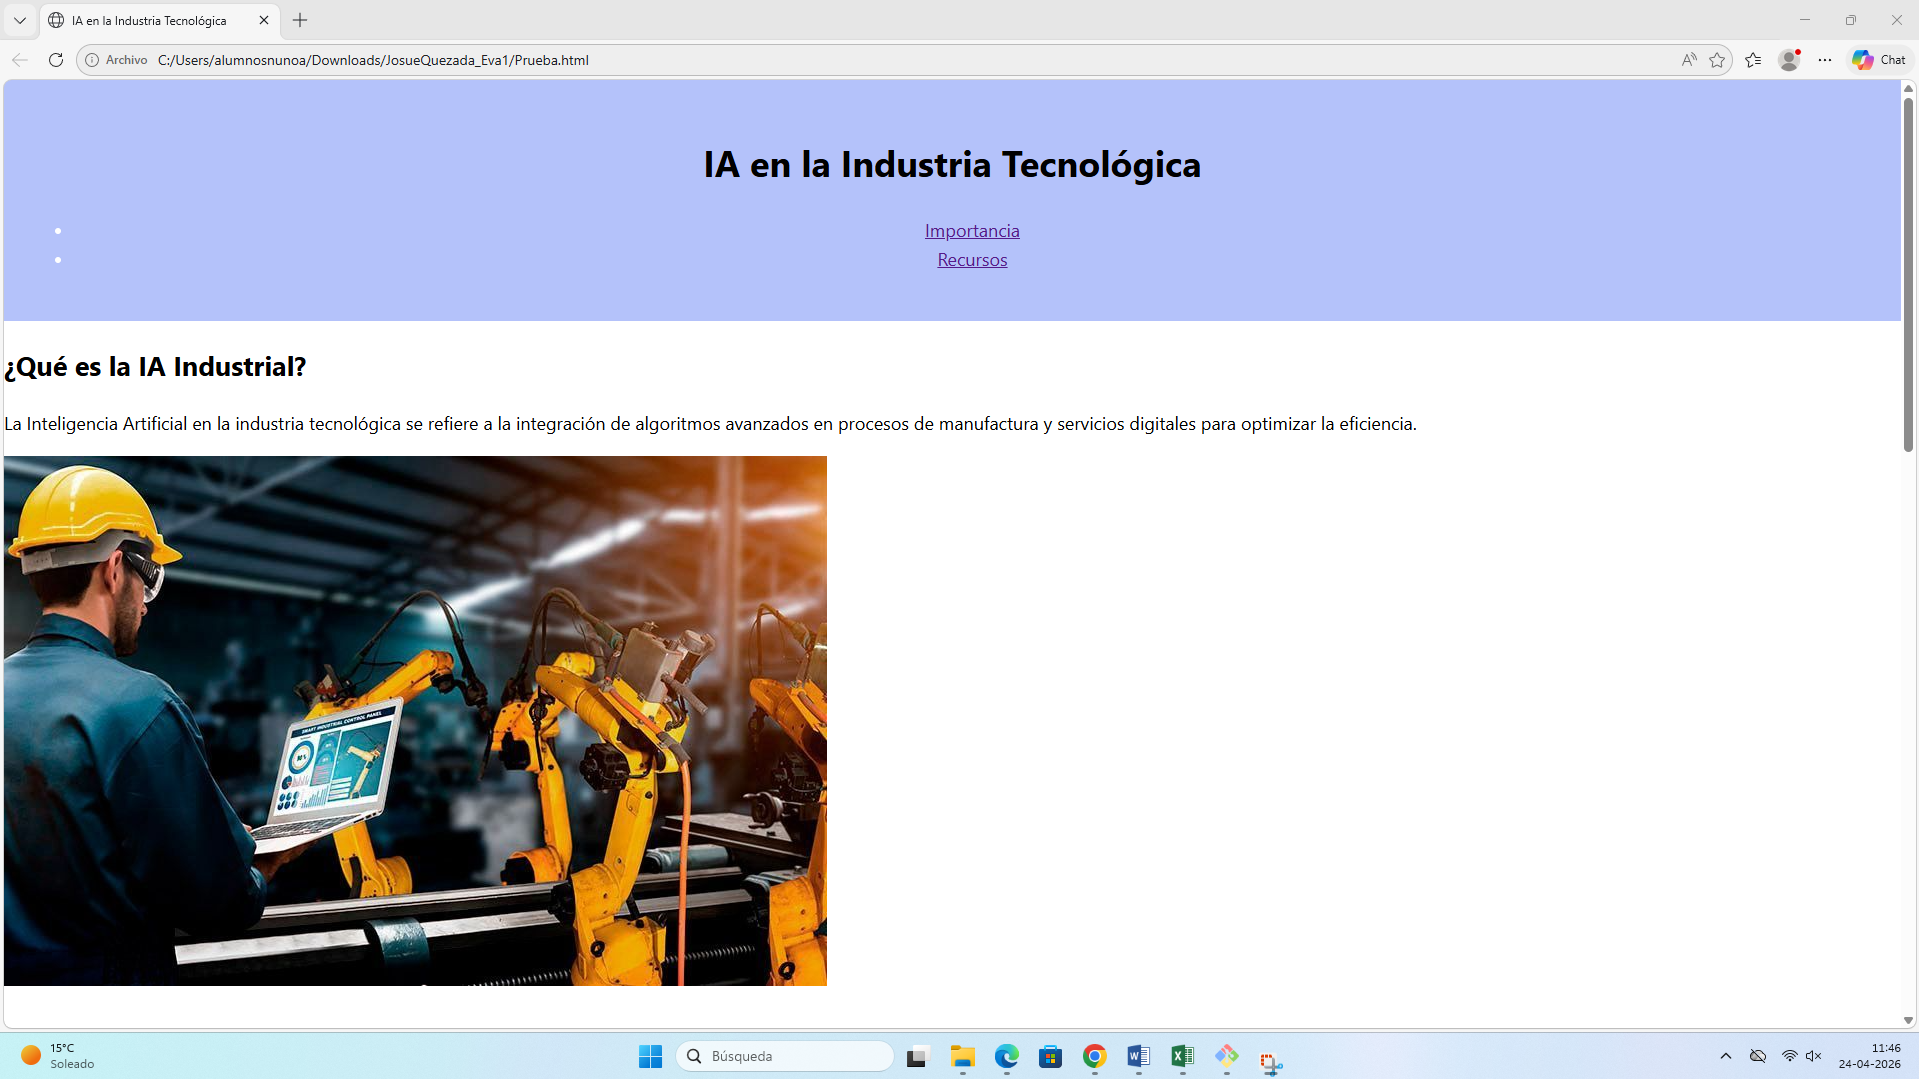 IA en la Industria Tecnológica
Archivo C:/Users/alumnosnunoa/Downloads/JosueQuezada_Eva1/Prueba.html
Chat
IA en la Industria Tecnológica
Importancia
Recursos
¿Qué es la IA Industrial?
La Inteligencia Artificial en la industria tecnológica se refiere a la integración de algoritmos avanzados en procesos de manufactura y servicios digitales para optimizar la eficiencia.
SMART INDUSTRIAL CONTROL PANEL
15°C
Soleado
Búsqueda
11:46
24-04-2026